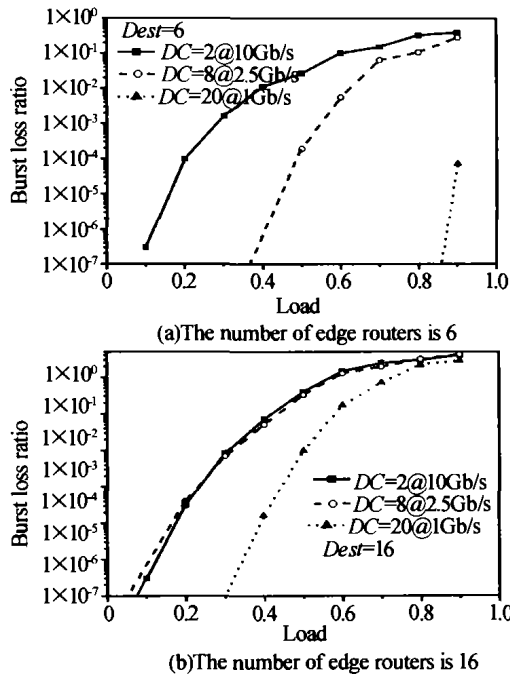 1×10⁰
1×10⁻¹
1×10⁻²
1×10⁻³
1×10⁻⁴
1×10⁻⁵
1×10⁻⁶
1×10⁻⁷
Burst loss ratio
Dest=6
DC=2@10Gb/s
DC=8@2.5Gb/s
DC=20@1Gb/s
0 0.2 0.4 0.6 0.8 1.0
Load
(a)The number of edge routers is 6
1×10⁰
1×10⁻¹
1×10⁻²
1×10⁻³
1×10⁻⁴
1×10⁻⁵
1×10⁻⁶
1×10⁻⁷
Burst loss ratio
DC=2@10Gb/s
DC=8@2.5Gb/s
DC=20@1Gb/s
Dest=16
0 0.2 0.4 0.6 0.8 1.0
Load
(b)The number of edge routers is 16